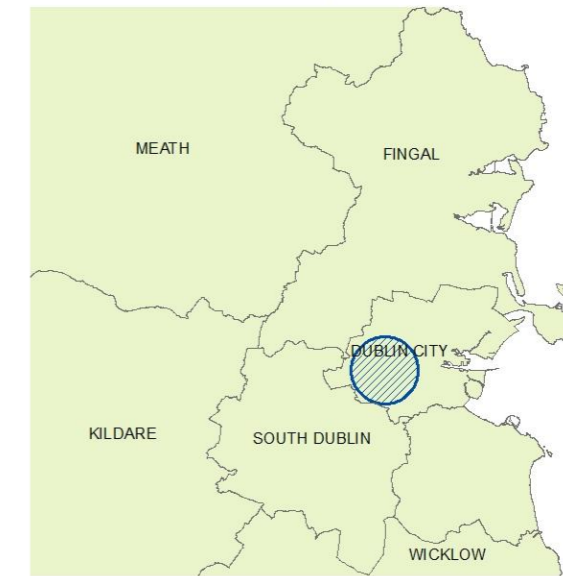 MEATH
FINGAL
DUBLIN CITY
KILDARE
SOUTH DUBLIN
WICKLOW